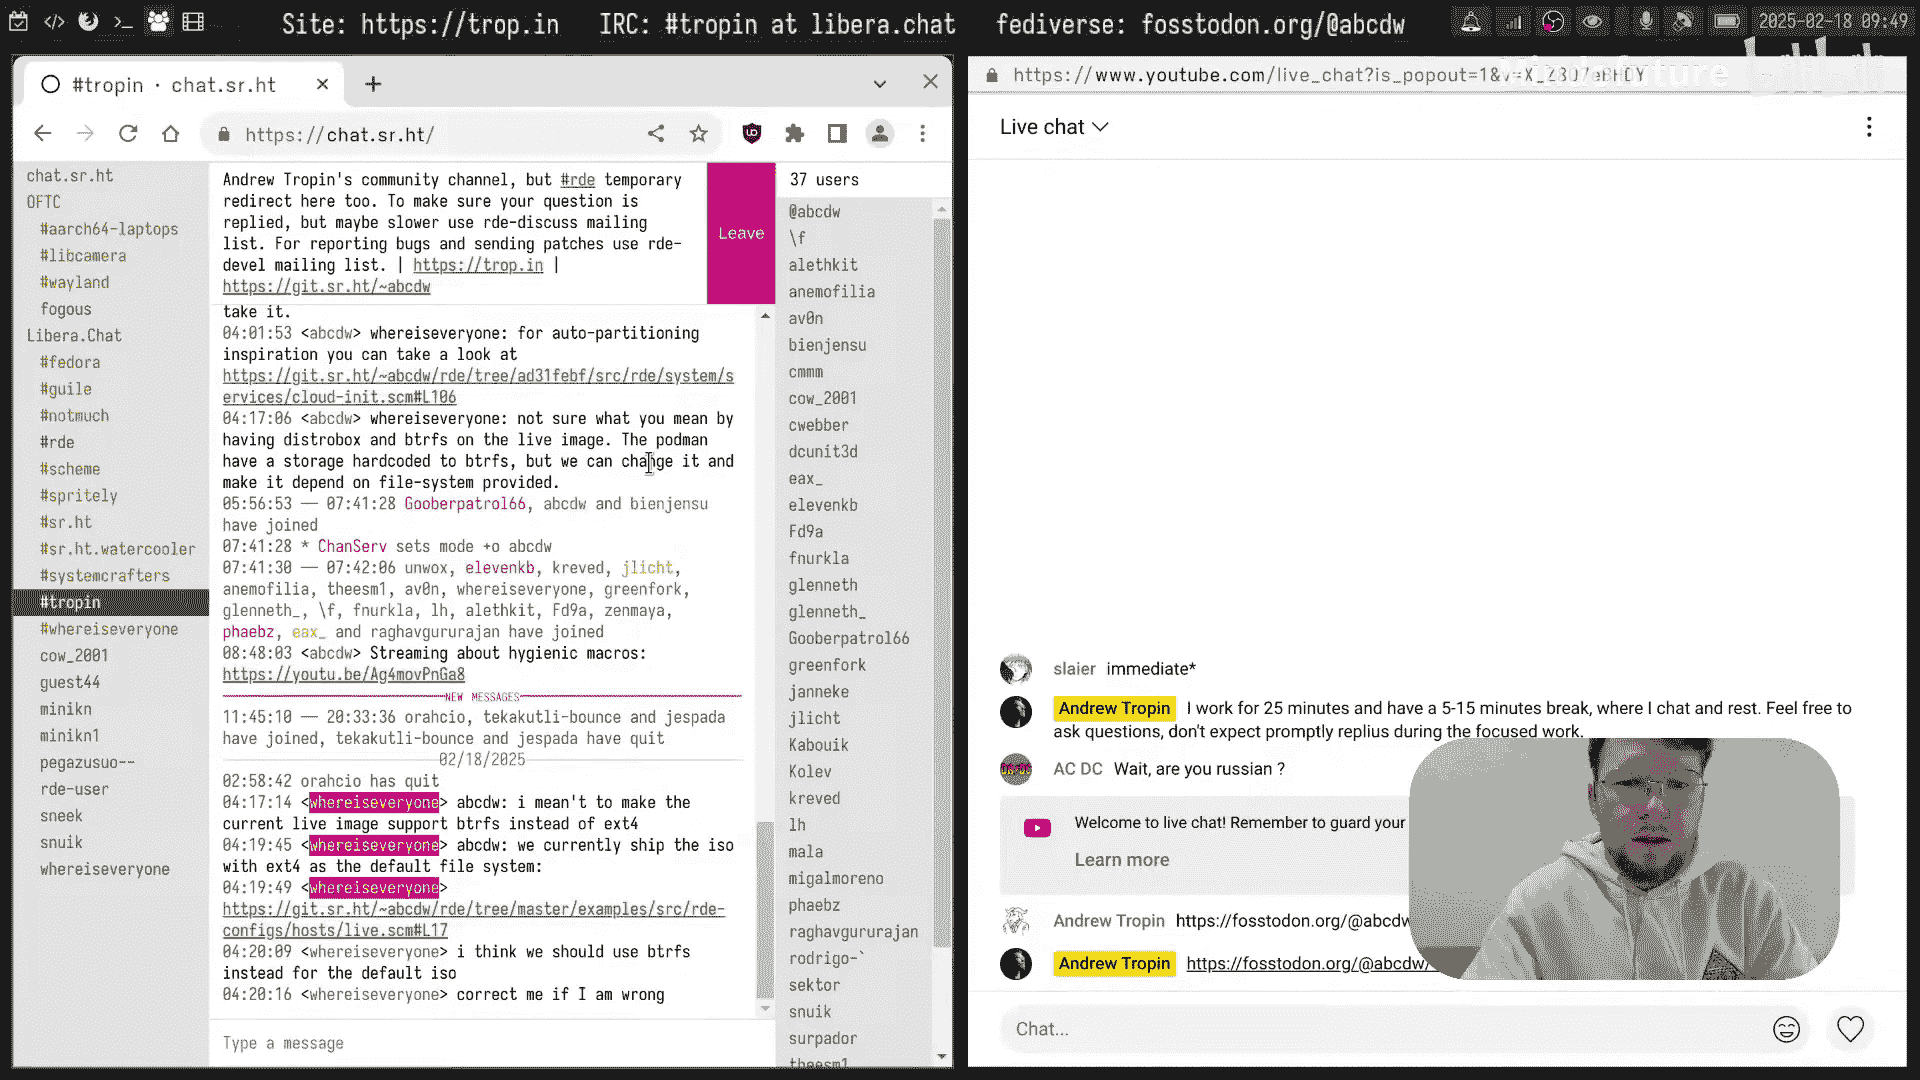 Site: https://trop.in IRC: #tropin at libera.chat fediverse: fosstodon.org/@abcdw
2025-02-18 09:49
#tropin · chat.sr.ht
https://chat.sr.ht/
chat.sr.ht
OFTC
#aarch64-laptops
#libcamera
#wayland
fogous
Libera.Chat
#fedora
#guile
#notmuch
#rde
#scheme
#spritely
#sr.ht
#sr.ht.watercooler
#systemcrafters
#tropin
#whereiseveryone
cow_2001
guest44
minikn
minikn1
pegazusuo--
rde-user
sneek
snuik
whereiseveryone
Andrew Tropin's community channel, but #rde temporary
redirect here too. To make sure your question is
replied, but maybe slower use rde-discuss mailing
list. For reporting bugs and sending patches use rde-
devel mailing list. | https://trop.in |
https://git.sr.ht/~abcdw
Leave
take it.
04:01:53 <abcdw> whereiseveryone: for auto-partitioning
inspiration you can take a look at
https://git.sr.ht/~abcdw/rde/tree/ad31febf/src/rde/system/s
ervices/cloud-init.scm#L106
04:17:06 <abcdw> whereiseveryone: not sure what you mean by
having distrobox and btrfs on the live image. The podman
have a storage hardcoded to btrfs, but we can change it and
make it depend on file-system provided.
05:56:53 — 07:41:28 Gooberpatrol66, abcdw and bienjensu
have joined
07:41:28 * ChanServ sets mode +o abcdw
07:41:30 — 07:42:06 unwox, elevenkb, kreved, jlicht,
anemofilia, theesm1, av0n, whereiseveryone, greenfork,
glenneth_, \f, fnurkla, lh, alethkit, Fd9a, zenmaya,
phaebz, eax_ and raghavgururajan have joined
08:48:03 <abcdw> Streaming about hygienic macros:
https://youtu.be/Ag4movPnGa8
NEW MESSAGES
11:45:10 — 20:33:36 orahcio, tekakutli-bounce and jespada
have joined, tekakutli-bounce and jespada have quit
02/18/2025
02:58:42 orahcio has quit
04:17:14 <whereiseveryone> abcdw: i mean't to make the
current live image support btrfs instead of ext4
04:19:45 <whereiseveryone> abcdw: we currently ship the iso
with ext4 as the default file system:
04:19:49 <whereiseveryone>
https://git.sr.ht/~abcdw/rde/tree/master/examples/src/rde-
configs/hosts/live.scm#L17
04:20:09 <whereiseveryone> i think we should use btrfs
instead for the default iso
04:20:16 <whereiseveryone> correct me if I am wrong
Type a message
37 users
@abcdw
\f
alethkit
anemofilia
av0n
bienjensu
cmmm
cow_2001
cwebber
dcunit3d
eax_
elevenkb
Fd9a
fnurkla
glenneth
glenneth_
Gooberpatrol66
greenfork
janneke
jlicht
Kabouik
Kolev
kreved
lh
mala
migalmoreno
phaebz
raghavgururajan
rodrigo-`
sektor
snuik
surpador
theesm1
https://www.youtube.com/live_chat?is_popout=1
Live chat
slaier immediate*
Andrew Tropin I work for 25 minutes and have a 5-15 minutes break, where I chat and rest. Feel free to
ask questions, don't expect promptly replius during the focused work.
AC DC Wait, are you russian ?
Welcome to live chat! Remember to guard your
Learn more
Andrew Tropin https://fosstodon.org/@abcdw
Andrew Tropin https://fosstodon.org/@abcdw/
Chat...